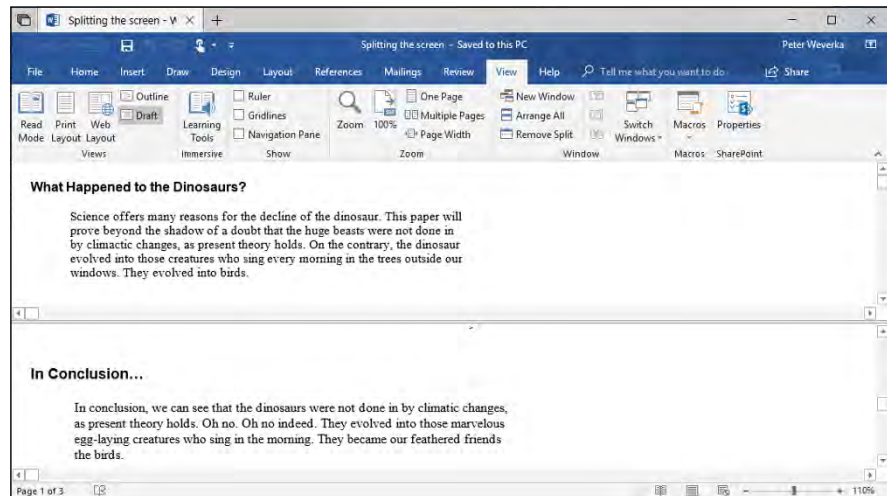 Splitting the screen - W
Splitting the screen - Saved to this PC
Peter Weverka
File Home Insert Draw Design Layout References Mailings Review View Help Tell me what you want to do Share
Read Mode
Print Layout
Web Layout
Outline
Draft
Views
Learning Tools
Immersive
Ruler
Gridlines
Navigation Pane
Show
Zoom
100%
One Page
Multiple Pages
Page Width
Zoom
New Window
Arrange All
Remove Split
Switch Windows
Window
Macros
Macros
Properties
SharePoint
What Happened to the Dinosaurs?
Science offers many reasons for the decline of the dinosaur. This paper will
prove beyond the shadow of a doubt that the huge beasts were not done in
by climactic changes, as present theory holds. On the contrary, the dinosaur
evolved into those creatures who sing every morning in the trees outside our
windows. They evolved into birds.
In Conclusion…
In conclusion, we can see that the dinosaurs were not done in by climatic changes,
as present theory holds. Oh no. Oh no indeed. They evolved into those marvelous
egg-laying creatures who sing in the morning. They became our feathered friends
the birds.
Page 1 of 3
110%